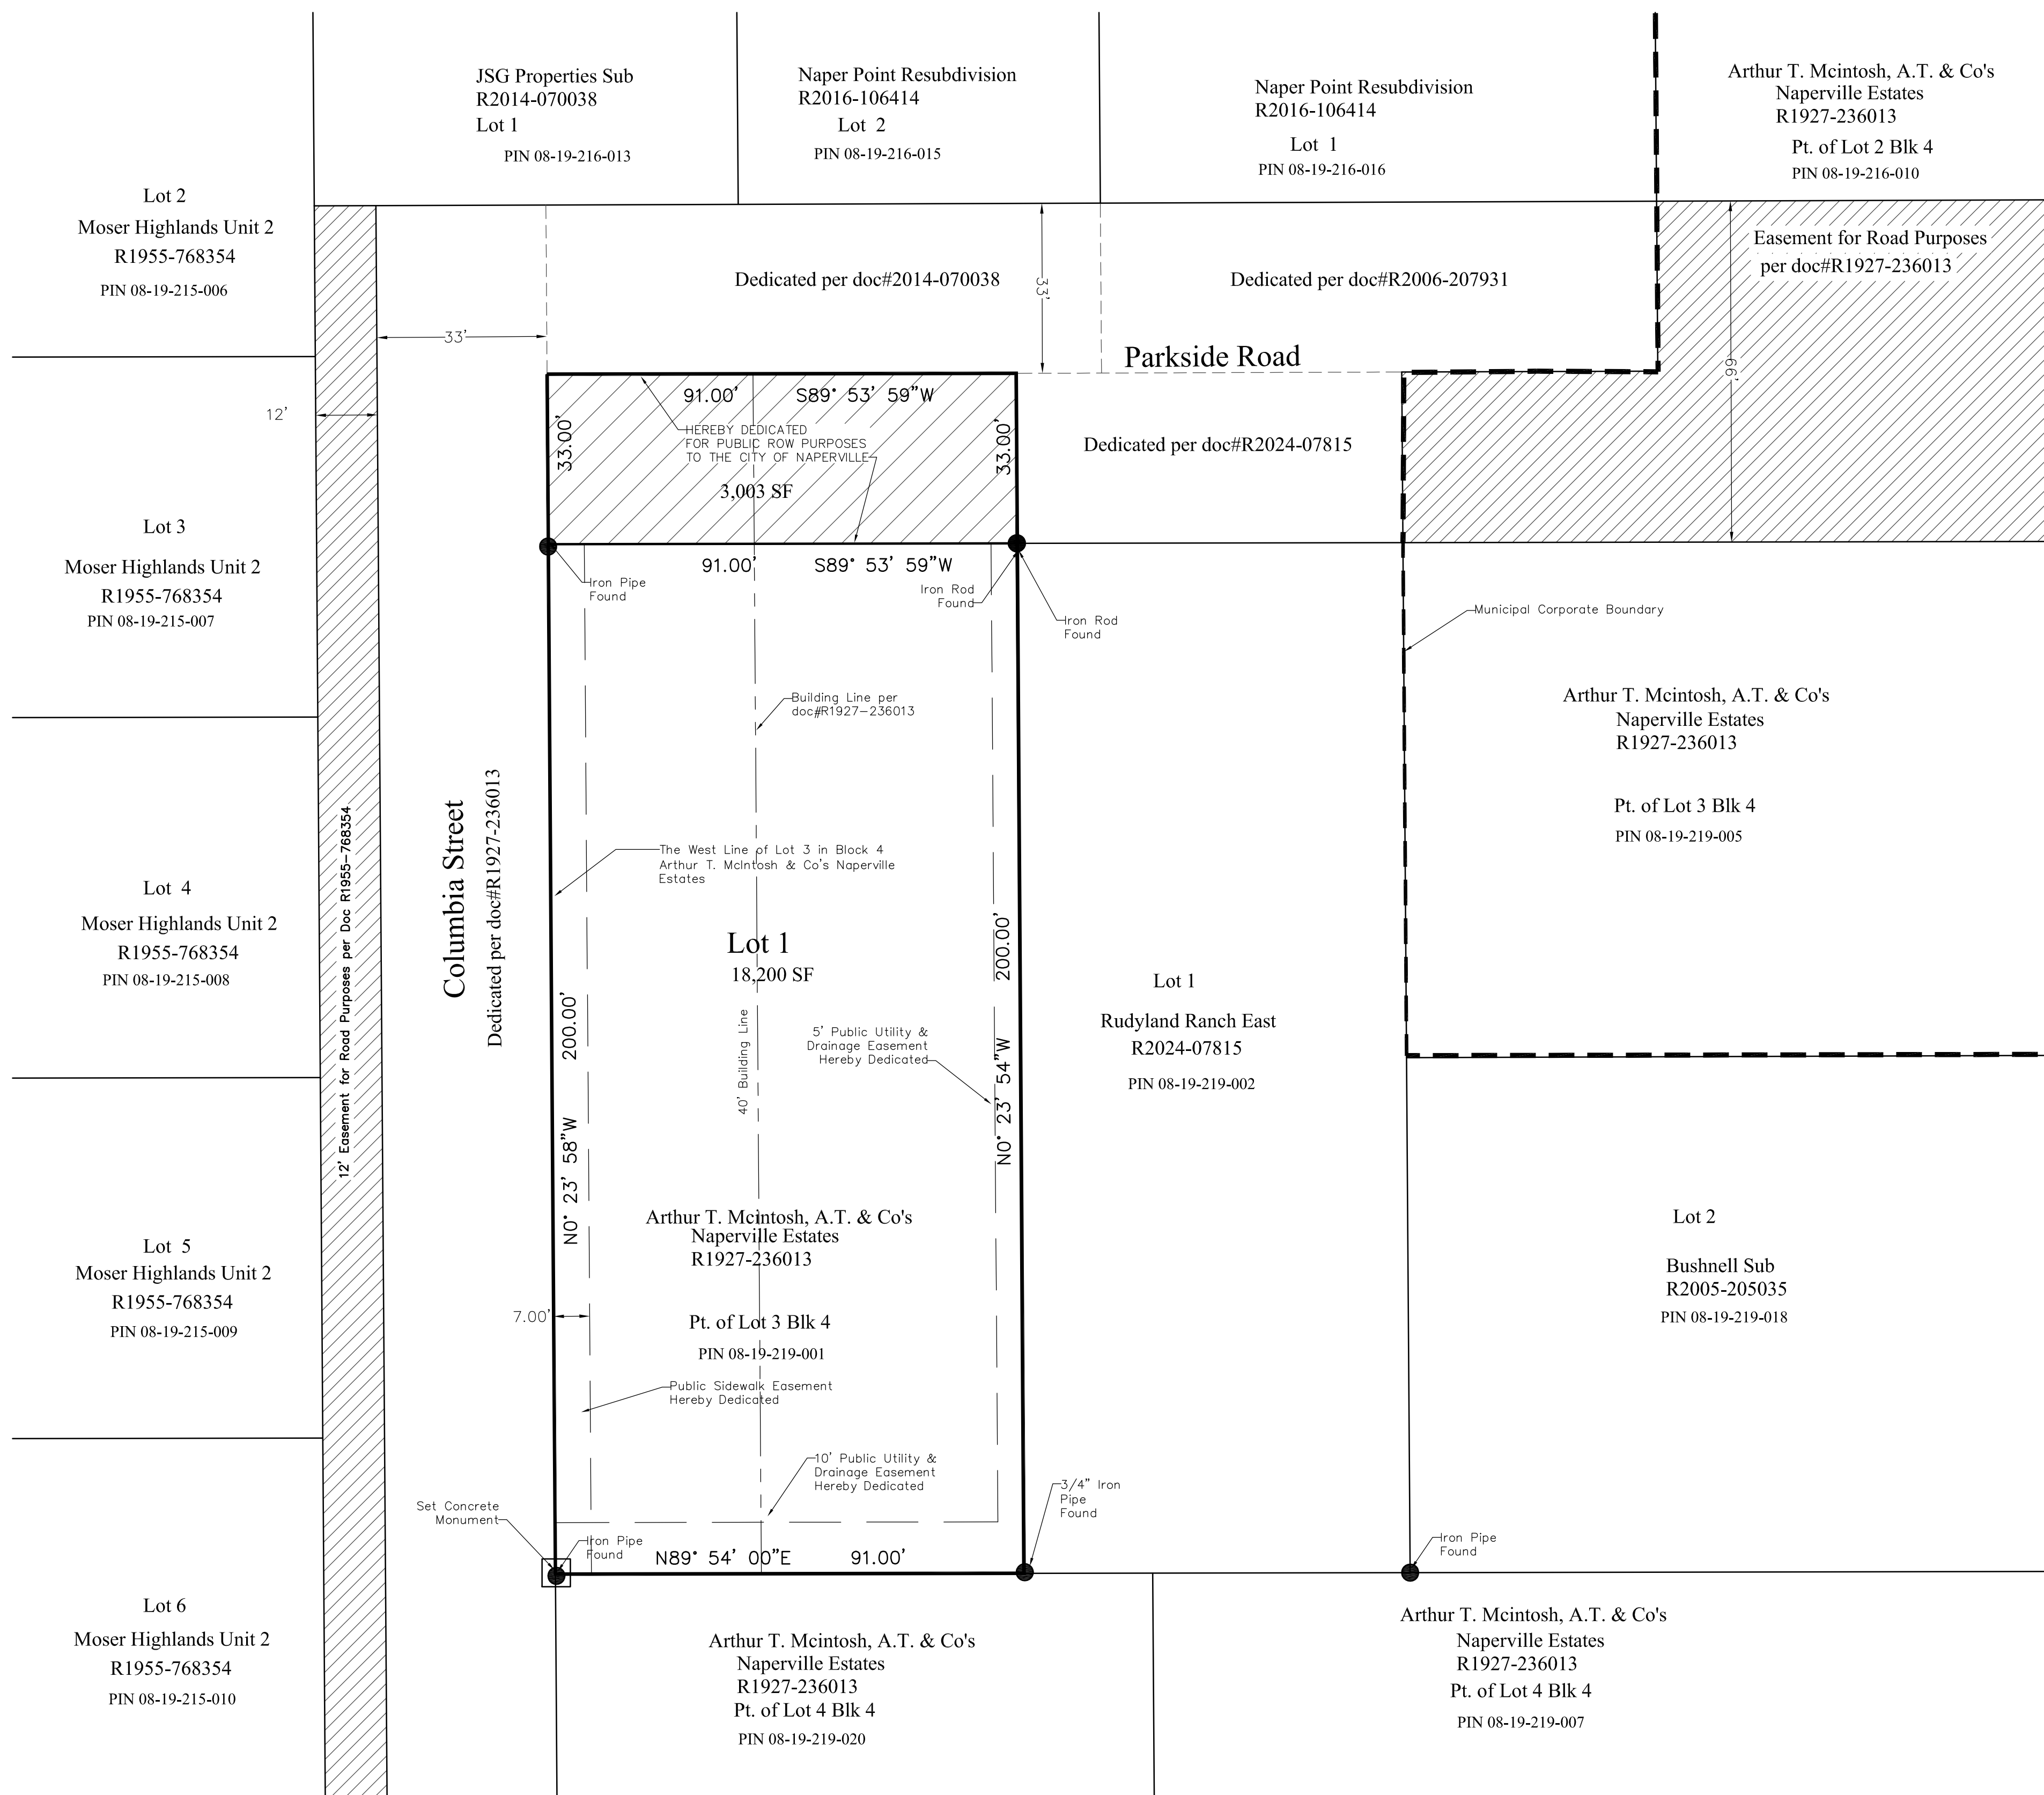 JSG Properties Sub
R2014-070038
Lot 1
PIN 08-19-216-013
Naper Point Resubdivision
R2016-106414
Lot 2
PIN 08-19-216-015
Naper Point Resubdivision
R2016-106414
Lot 1
PIN 08-19-216-016
Arthur T. Mcintosh, A.T. & Co's
Naperville Estates
R1927-236013
Pt. of Lot 2 Blk 4
PIN 08-19-216-010
Lot 2
Moser Highlands Unit 2
R1955-768354
PIN 08-19-215-006
Dedicated per doc#2014-070038
33'
Dedicated per doc#R2006-207931
Easement for Road Purposes
per doc#R1927-236013
33'
Parkside Road
66'
12'
91.00' S89° 53' 59"W
33.00'
HEREBY DEDICATED
FOR PUBLIC ROW PURPOSES
TO THE CITY OF NAPERVILLE
33.00'
3,003 SF
Dedicated per doc#R2024-07815
Lot 3
Moser Highlands Unit 2
R1955-768354
PIN 08-19-215-007
91.00' S89° 53' 59"W
Iron Pipe
Found
Iron Rod
Found
Iron Rod
Found
Municipal Corporate Boundary
Building Line per
doc#R1927-236013
Arthur T. Mcintosh, A.T. & Co's
Naperville Estates
R1927-236013
Pt. of Lot 3 Blk 4
PIN 08-19-219-005
Lot 4
Moser Highlands Unit 2
R1955-768354
PIN 08-19-215-008
12' Easement for Road Purposes per Doc R1955-768354
Columbia Street
Dedicated per doc#R1927-236013
The West Line of Lot 3 in Block 4
Arthur T. McIntosh & Co's Naperville
Estates
Lot 1
18,200 SF
N0° 23' 58"W 200.00'
40' Building Line
5' Public Utility &
Drainage Easement
Hereby Dedicated
N0° 23' 54"W 200.00'
Lot 1
Rudyland Ranch East
R2024-07815
PIN 08-19-219-002
Lot 5
Moser Highlands Unit 2
R1955-768354
PIN 08-19-215-009
Arthur T. Mcintosh, A.T. & Co's
Naperville Estates
R1927-236013
Pt. of Lot 3 Blk 4
PIN 08-19-219-001
7.00'
Lot 2
Bushnell Sub
R2005-205035
PIN 08-19-219-018
Public Sidewalk Easement
Hereby Dedicated
10' Public Utility &
Drainage Easement
Hereby Dedicated
Set Concrete
Monument
Iron Pipe
Found
N89° 54' 00"E 91.00'
3/4" Iron
Pipe
Found
Iron Pipe
Found
Lot 6
Moser Highlands Unit 2
R1955-768354
PIN 08-19-215-010
Arthur T. Mcintosh, A.T. & Co's
Naperville Estates
R1927-236013
Pt. of Lot 4 Blk 4
PIN 08-19-219-020
Arthur T. Mcintosh, A.T. & Co's
Naperville Estates
R1927-236013
Pt. of Lot 4 Blk 4
PIN 08-19-219-007